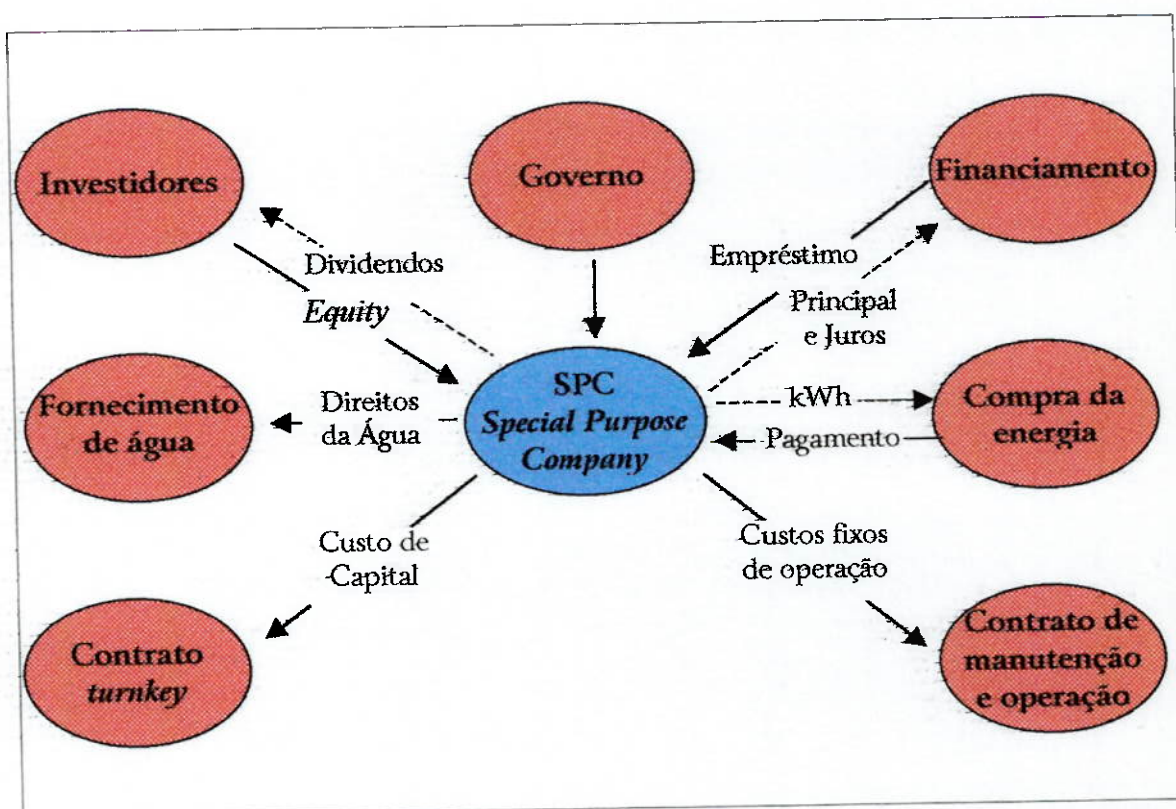 Investidores
Governo
Financiamento
Dividendos
Equity
Empréstimo
Principal
e Juros
Fornecimento
de água
Direitos
da Água
SPC
Special Purpose
Company
kWh
Pagamento
Compra da
energia
Custo de
Capital
Custos fixos
de operação
Contrato
turnkey
Contrato de
manutenção
e operação